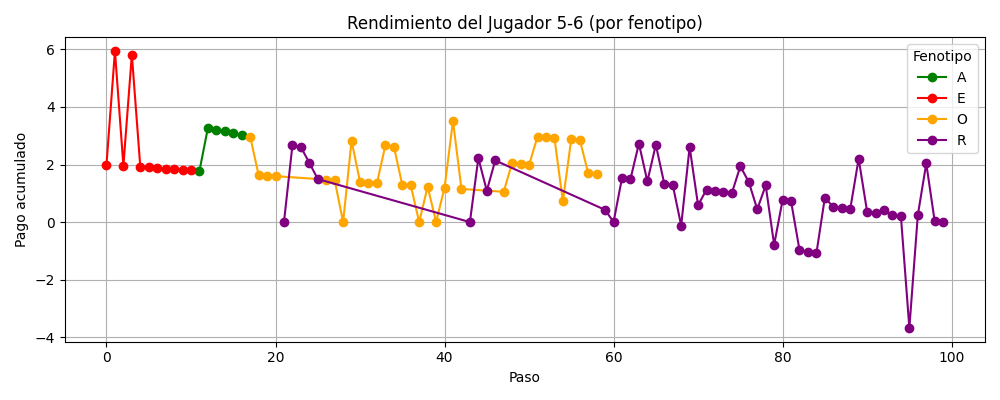 Rendimiento del Jugador 5-6 (por fenotipo)
Pago acumulado
6
4
2
0
−2
−4
Fenotipo
A
E
O
R
0 20 40 60 80 100
Paso